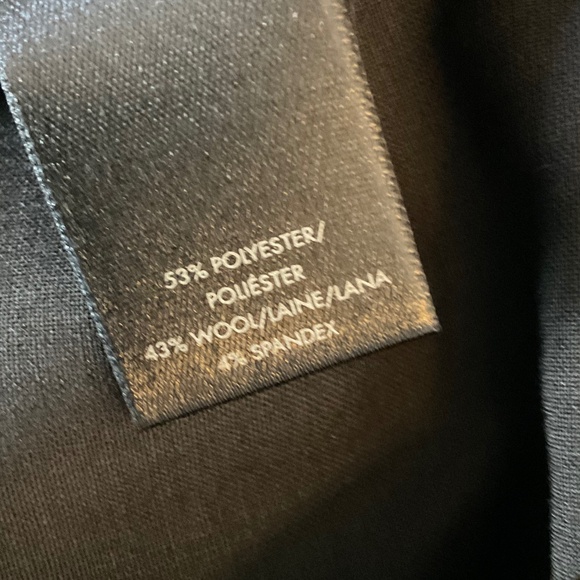 53% POLYESTER/
POLIÉSTER
43% WOOL/LAINE/LANA
4% SPANDEX